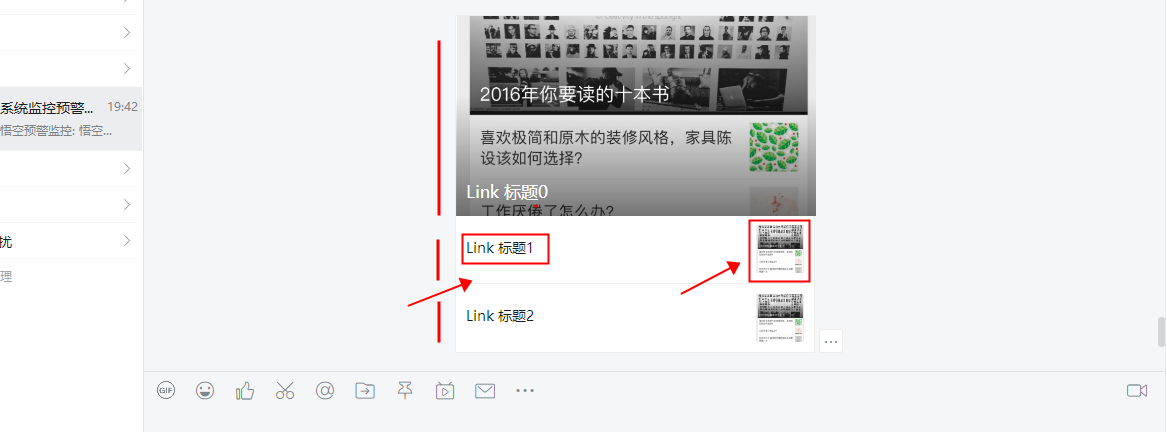 系统监控预警... 19:42
悟空预警监控: 悟空...
扰
理
2016年你要读的十本书
喜欢极简和原木的装修风格，家具陈
设该如何选择?
Link 标题0
工作厌倦了怎么办?
Link 标题1
Link 标题2
GIF